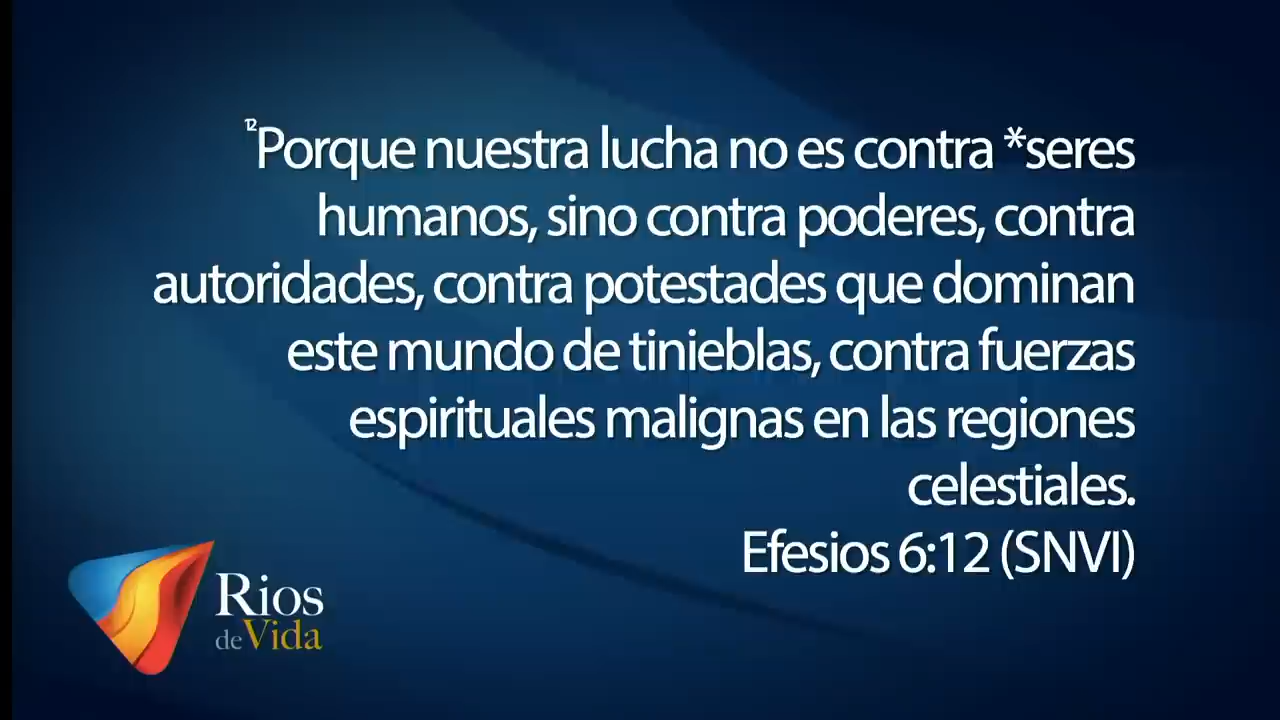 ¹²Porque nuestra lucha no es contra *seres
humanos, sino contra poderes, contra
autoridades, contra potestades que dominan
este mundo de tinieblas, contra fuerzas
espirituales malignas en las regiones
celestiales.
Efesios 6:12 (SNVI)
Rios
de Vida